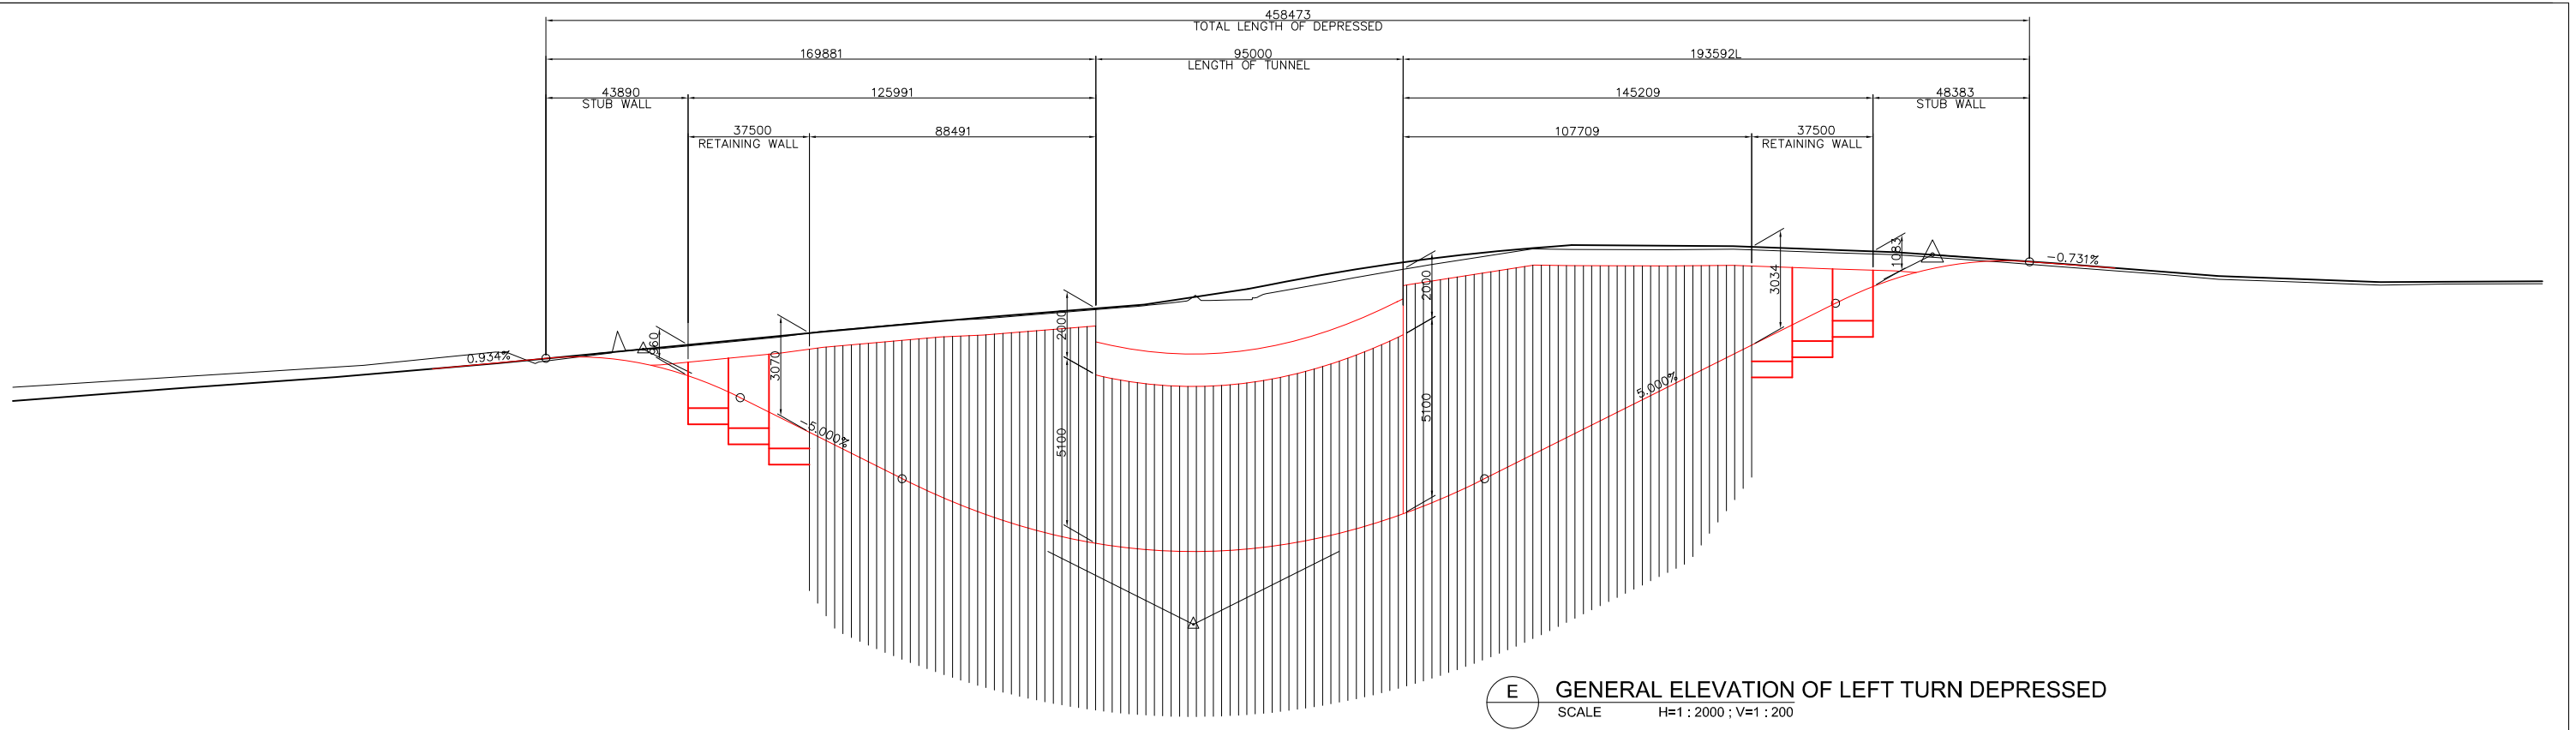 458473
TOTAL LENGTH OF DEPRESSED
169881
95000
LENGTH OF TUNNEL
193592L
43890
STUB WALL
125991
145209
48383
STUB WALL
37500
RETAINING WALL
88491
107709
37500
RETAINING WALL
0.934%
3070
-5.000%
2000
5100
2000
5100
5.000%
3034
1083
-0.731%
E
GENERAL ELEVATION OF LEFT TURN DEPRESSED
SCALE H=1 : 2000 ; V=1 : 200